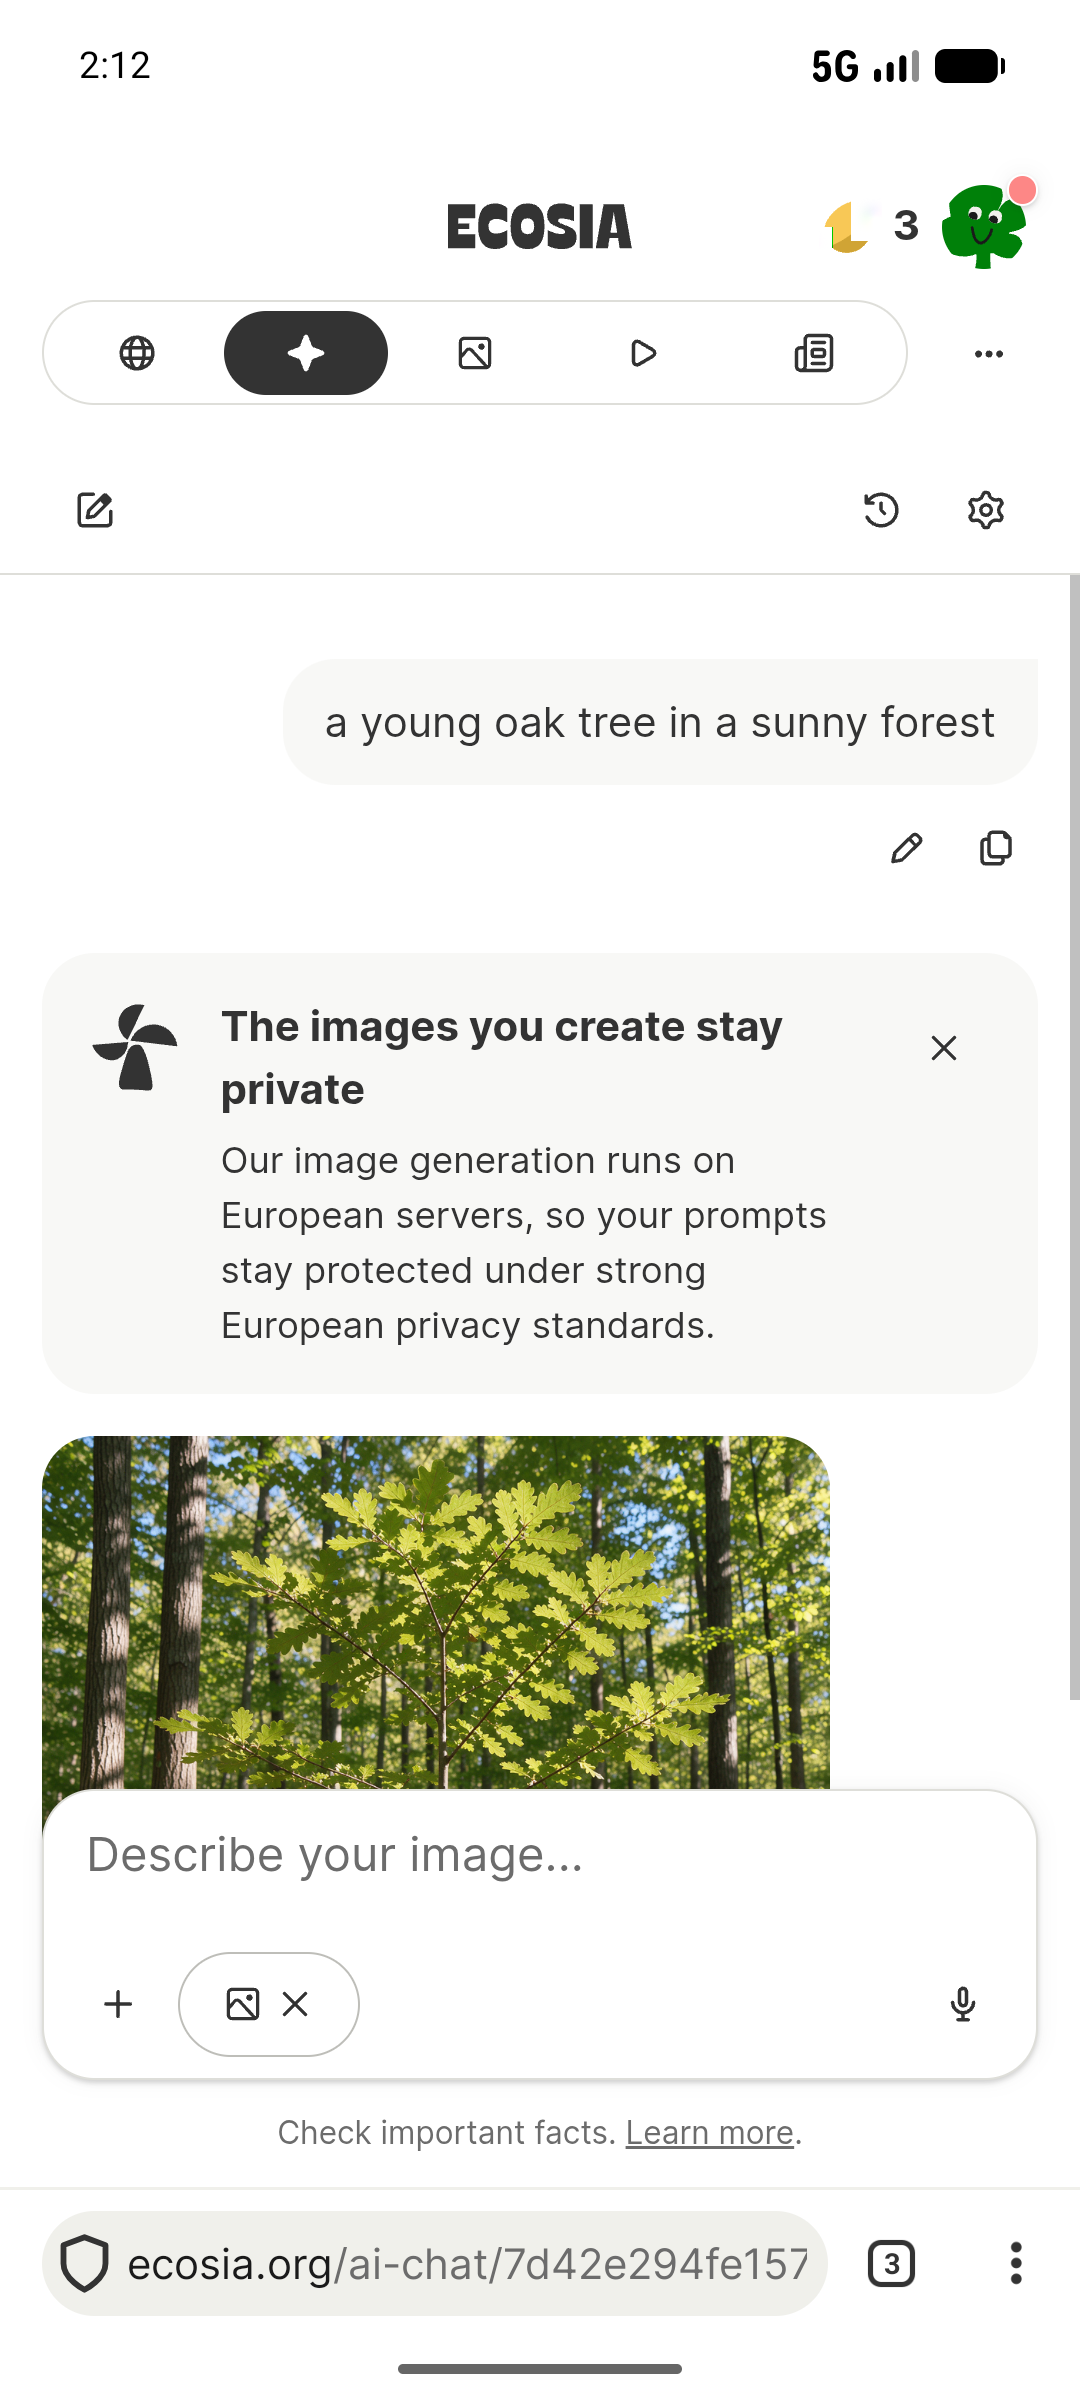 2:12
5G
ECOSIA
3
a young oak tree in a sunny forest
The images you create stay
private
Our image generation runs on
European servers, so your prompts
stay protected under strong
European privacy standards.
Describe your image...
Check important facts. Learn more.
ecosia.org/ai-chat/7d42e294fe157
3